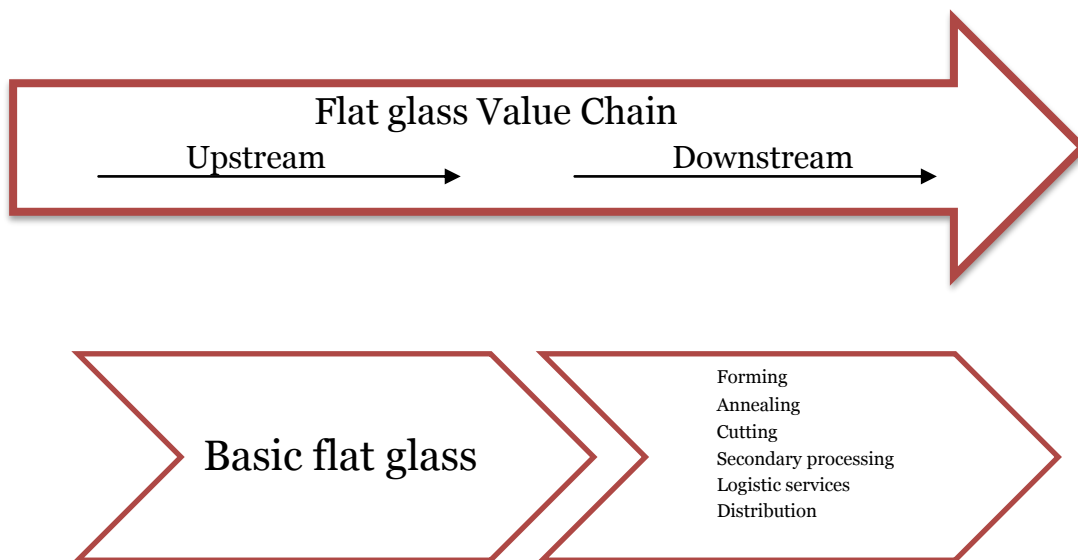 Flat glass Value Chain
Upstream
Downstream
Basic flat glass
Forming
Annealing
Cutting
Secondary processing
Logistic services
Distribution